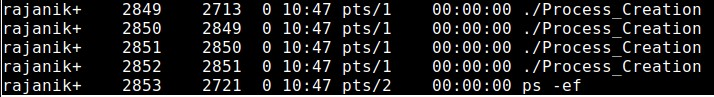 rajanik+ 2849 2713 0 10:47 pts/1 00:00:00 ./Process_Creation
rajanik+ 2850 2849 0 10:47 pts/1 00:00:00 ./Process_Creation
rajanik+ 2851 2850 0 10:47 pts/1 00:00:00 ./Process_Creation
rajanik+ 2852 2851 0 10:47 pts/1 00:00:00 ./Process_Creation
rajanik+ 2853 2721 0 10:47 pts/2 00:00:00 ps -ef